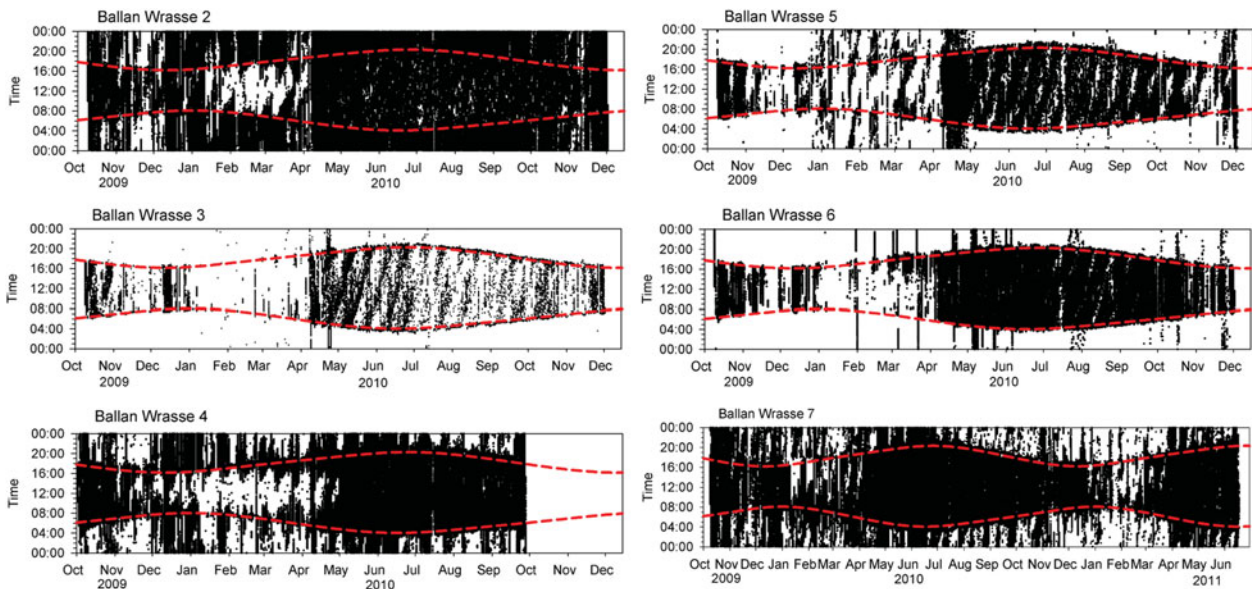 Ballan Wrasse 2
00:00
20:00
16:00
12:00
08:00
04:00
00:00
Time
Oct Nov Dec Jan Feb Mar Apr May Jun Jul Aug Sep Oct Nov Dec
2009 2010
Ballan Wrasse 3
00:00
20:00
16:00
12:00
08:00
04:00
00:00
Time
Oct Nov Dec Jan Feb Mar Apr May Jun Jul Aug Sep Oct Nov Dec
2009 2010
Ballan Wrasse 4
00:00
20:00
16:00
12:00
08:00
04:00
00:00
Time
Oct Nov Dec Jan Feb Mar Apr May Jun Jul Aug Sep Oct Nov Dec
2009 2010
Ballan Wrasse 5
00:00
20:00
16:00
12:00
08:00
04:00
00:00
Time
Oct Nov Dec Jan Feb Mar Apr May Jun Jul Aug Sep Oct Nov Dec
2009 2010
Ballan Wrasse 6
00:00
20:00
16:00
12:00
08:00
04:00
00:00
Time
Oct Nov Dec Jan Feb Mar Apr May Jun Jul Aug Sep Oct Nov Dec
2009 2010
Ballan Wrasse 7
00:00
20:00
16:00
12:00
08:00
04:00
00:00
Time
Oct Nov Dec Jan Feb Mar Apr May Jun Jul Aug Sep Oct Nov Dec Jan Feb Mar Apr May Jun
2009 2010 2011